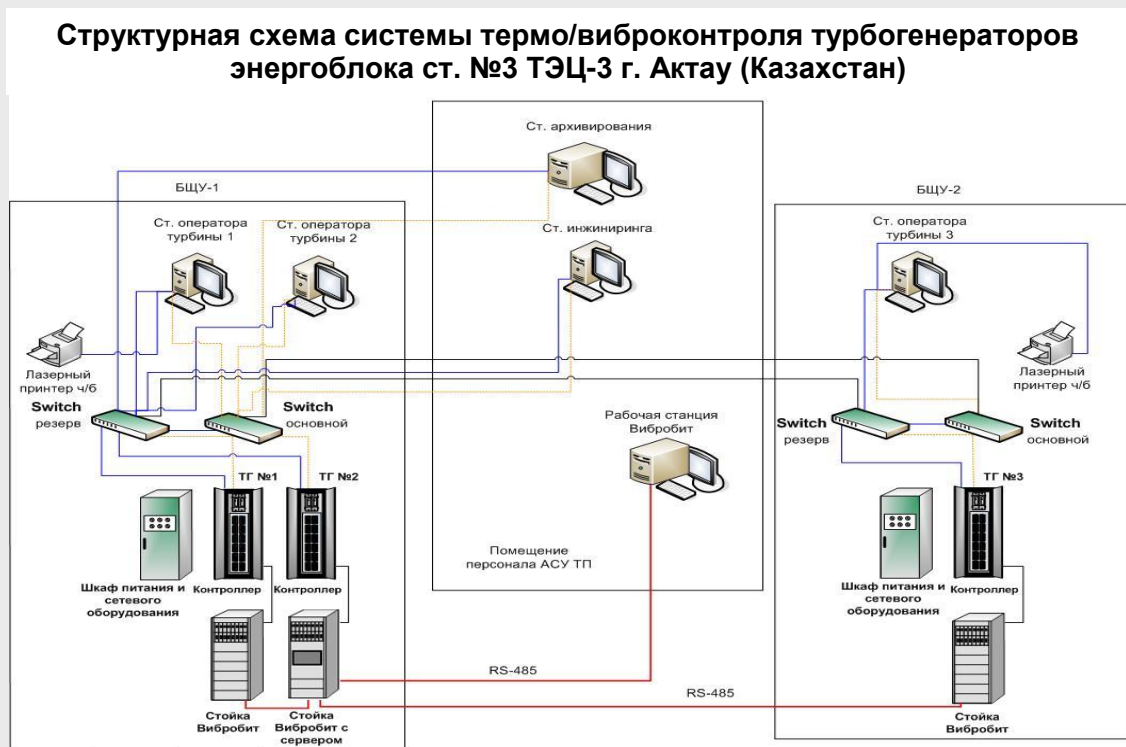 Структурная схема системы термо/виброконтроля турбогенераторов
энергоблока ст. №3 ТЭЦ-3 г. Актау (Казахстан)
Ст. архивирования
БЩУ-1
БЩУ-2
Ст. оператора
турбины 1
Ст. оператора
турбины 2
Ст. инжиниринга
Ст. оператора
турбины 3
Лазерный
принтер ч/б
Лазерный
принтер ч/б
Switch
резерв
Switch
основной
Рабочая станция
Вибробит
Switch
резерв
Switch
основной
ТГ №1
ТГ №2
ТГ №3
Помещение
персонала АСУ ТП
Шкаф питания и
сетевого
оборудования
Контроллер
Контроллер
Шкаф питания и
сетевого
оборудования
Контроллер
RS-485
RS-485
Стойка
Вибробит
Стойка
Вибробит с
сервером
Стойка
Вибробит